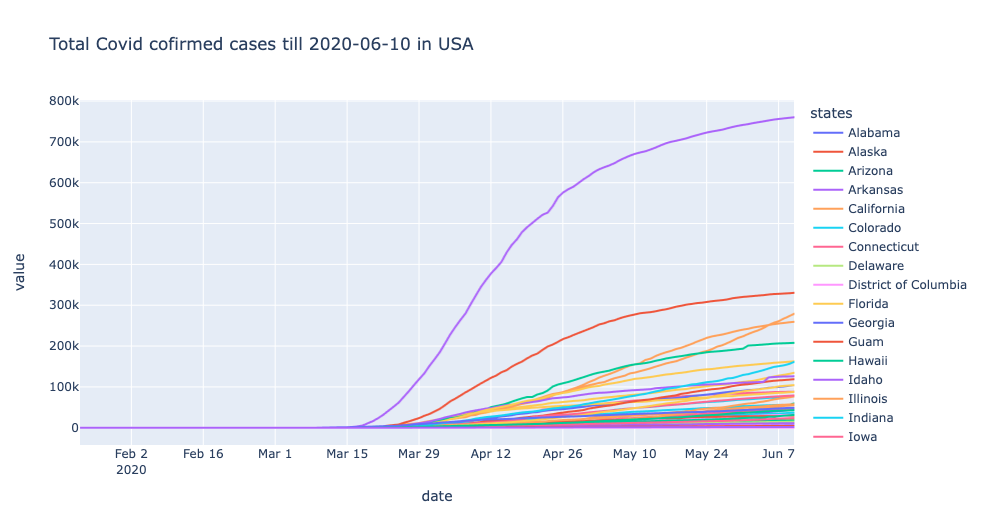 Total Covid cofirmed cases till 2020-06-10 in USA
800k
700k
600k
500k
400k
300k
200k
100k
0
value
Feb 2
2020
Feb 16
Mar 1
Mar 15
Mar 29
Apr 12
Apr 26
May 10
May 24
Jun 7
date
states
Alabama
Alaska
Arizona
Arkansas
California
Colorado
Connecticut
Delaware
District of Columbia
Florida
Georgia
Guam
Hawaii
Idaho
Illinois
Indiana
Iowa